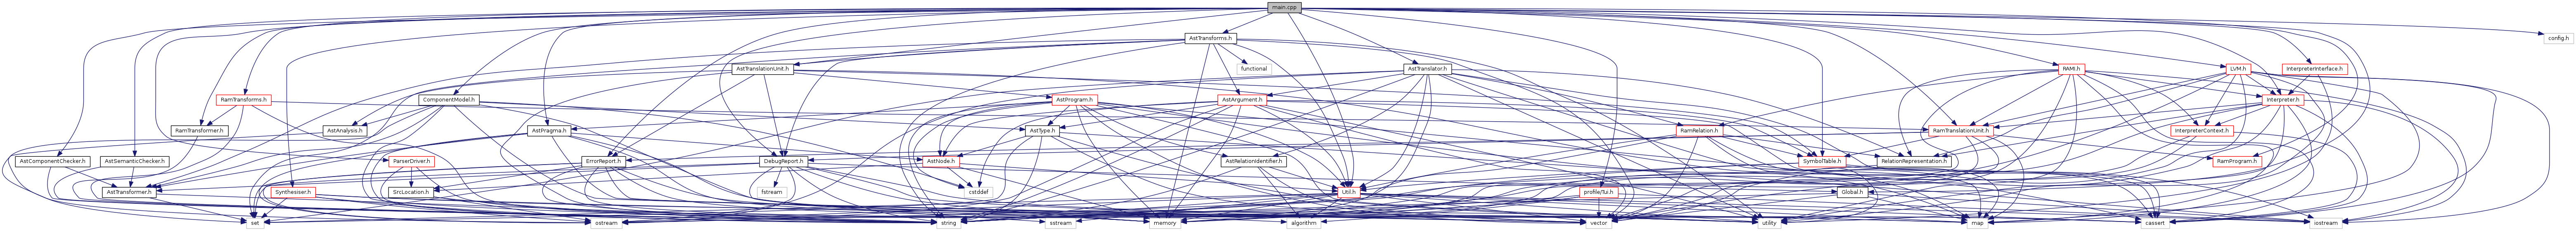 main.cpp
AstTransforms.h
config.h
AstTranslationUnit.h
functional
AstTranslator.h
RAMI.h
LVM.h
InterpreterInterface.h
RamTransforms.h
ComponentModel.h
AstProgram.h
AstArgument.h
Interpreter.h
RamTransformer.h
AstAnalysis.h
AstPragma.h
AstType.h
RamRelation.h
RamTranslationUnit.h
InterpreterContext.h
AstComponentChecker.h
AstSemanticChecker.h
ParserDriver.h
ErrorReport.h
DebugReport.h
AstNode.h
AstRelationIdentifier.h
SymbolTable.h
RelationRepresentation.h
RamProgram.h
AstTransformer.h
Synthesiser.h
SrcLocation.h
fstream
cstddef
Util.h
profile/Tui.h
Global.h
set
ostream
string
sstream
memory
algorithm
vector
utility
map
cassert
iostream